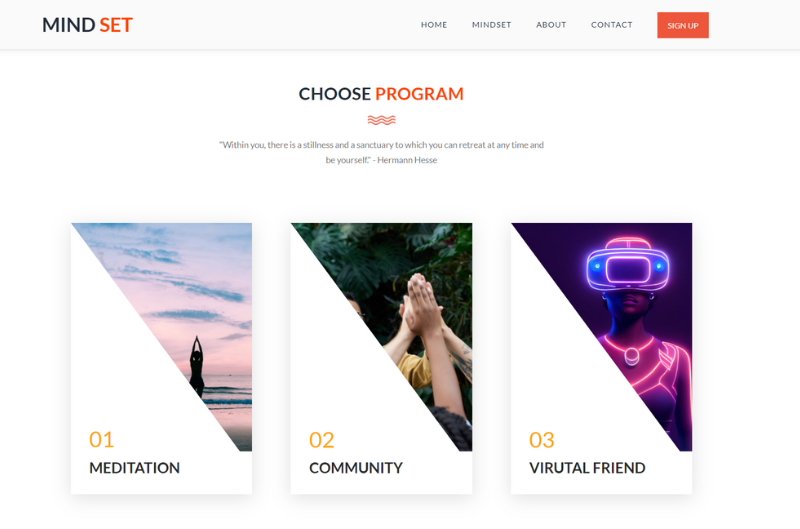 MIND SET
HOME MINDSET ABOUT CONTACT SIGN UP
CHOOSE PROGRAM
"Within you, there is a stillness and a sanctuary to which you can retreat at any time and
be yourself." - Hermann Hesse
01
MEDITATION
02
COMMUNITY
03
VIRUTAL FRIEND